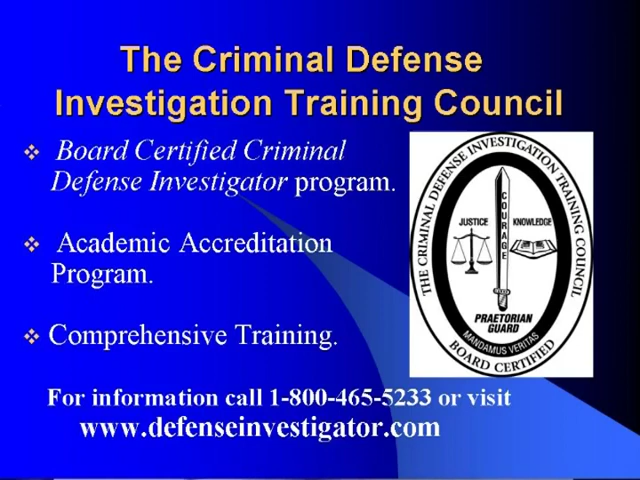 The Criminal Defense
Investigation Training Council
Board Certified Criminal
Defense Investigator program.
Academic Accreditation
Program.
Comprehensive Training.
THE CRIMINAL DEFENSE INVESTIGATION TRAINING COUNCIL
JUSTICE
KNOWLEDGE
COURAGE
PRAETORIAN
GUARD
MANDAMUS VERITAS
BOARD CERTIFIED
For information call 1-800-465-5233 or visit
www.defenseinvestigator.com